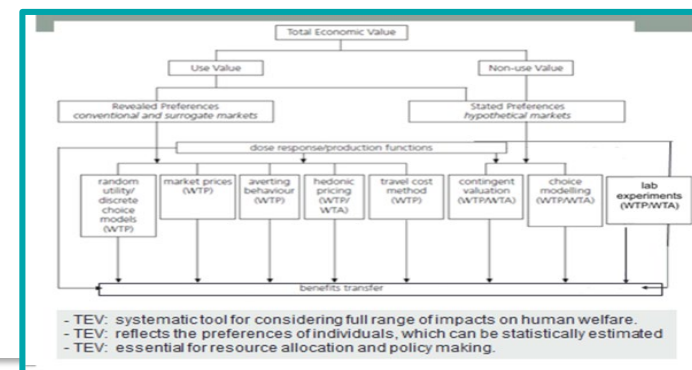 Total Economic Value
Use Value
Non-use Value
Revealed Preferences
conventional and surrogate markets
Stated Preferences
hypothetical markets
dose response/production functions
random
utility/
discrete
choice
models
(WTP)
market prices
(WTP)
averting
behaviour
(WTP)
hedonic
pricing
(WTP/
WTA)
travel cost
method
(WTP)
contingent
valuation
(WTP/WTA)
choice
modelling
(WTP/WTA)
lab
experiments
(WTP/WTA)
benefits transfer
- TEV: systematic tool for considering full range of impacts on human welfare.
- TEV: reflects the preferences of individuals, which can be statistically estimated
- TEV: essential for resource allocation and policy making.